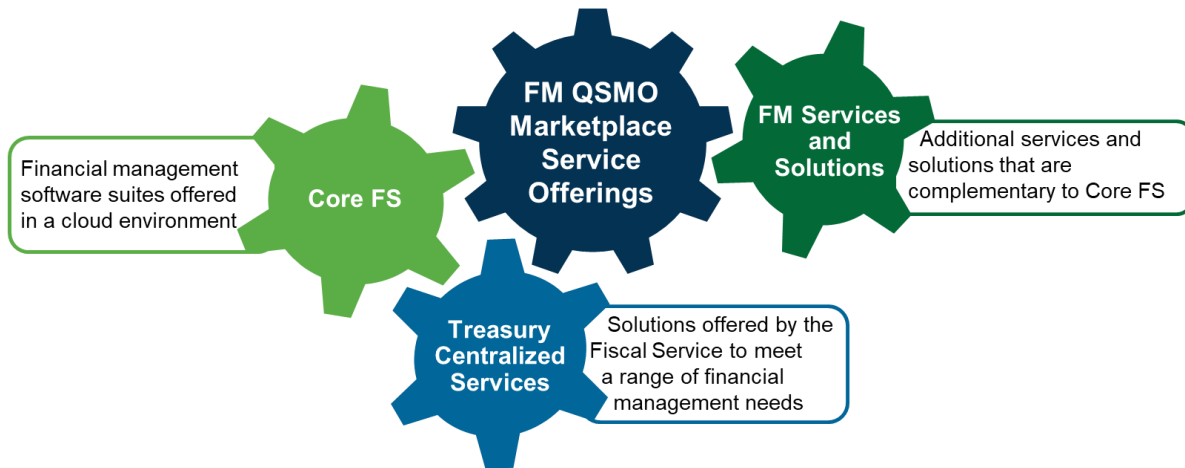 FM QSMO
Marketplace
Service
Offerings
FM Services
and
Solutions
Additional services and
solutions that are
complementary to Core FS
Financial management
software suites offered
in a cloud environment
Core FS
Treasury
Centralized
Services
Solutions offered by the
Fiscal Service to meet
a range of financial
management needs